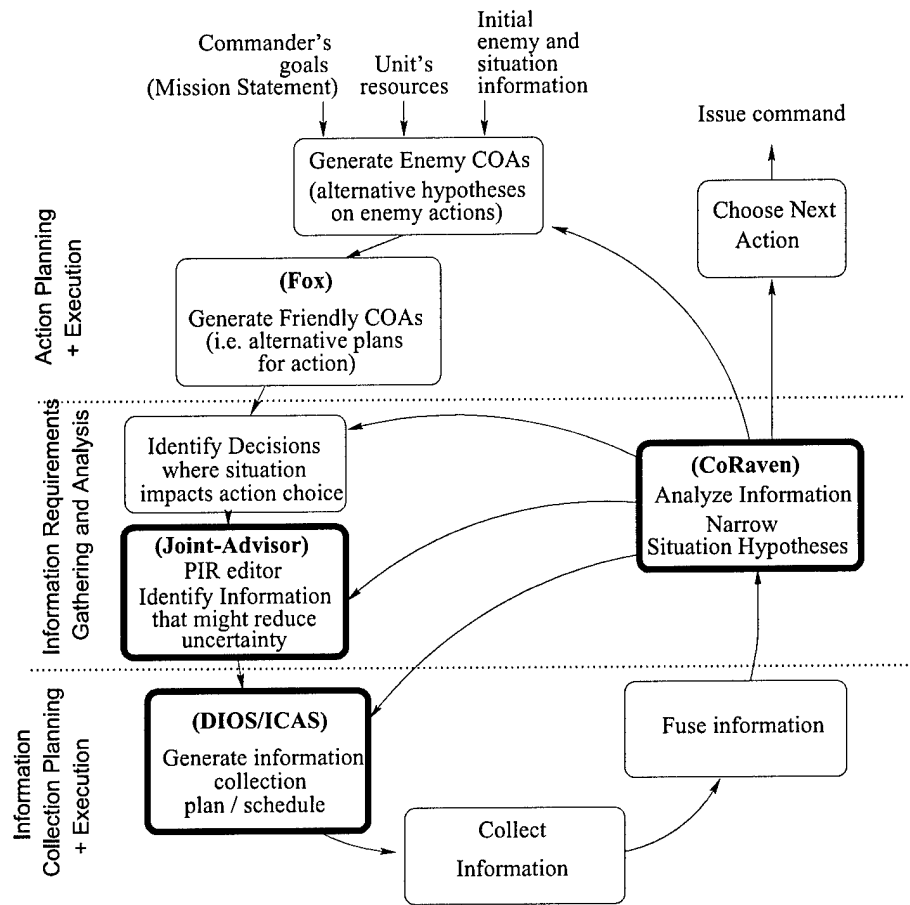 Commander's
goals
(Mission Statement)
Unit's
resources
Initial
enemy and
situation
information
Issue command
Generate Enemy COAs
(alternative hypotheses
on enemy actions)
Choose Next
Action
Action Planning
+ Execution
(Fox)
Generate Friendly COAs
(i.e. alternative plans
for action)
Information Requirements
Gathering and Analysis
Identify Decisions
where situation
impacts action choice
(CoRaven)
Analyze Information
Narrow
Situation Hypotheses
(Joint-Advisor)
PIR editor
Identify Information
that might reduce
uncertainty
Information
Collection Planning
+ Execution
(DIOS/ICAS)
Generate information
collection
plan / schedule
Fuse information
Collect
Information